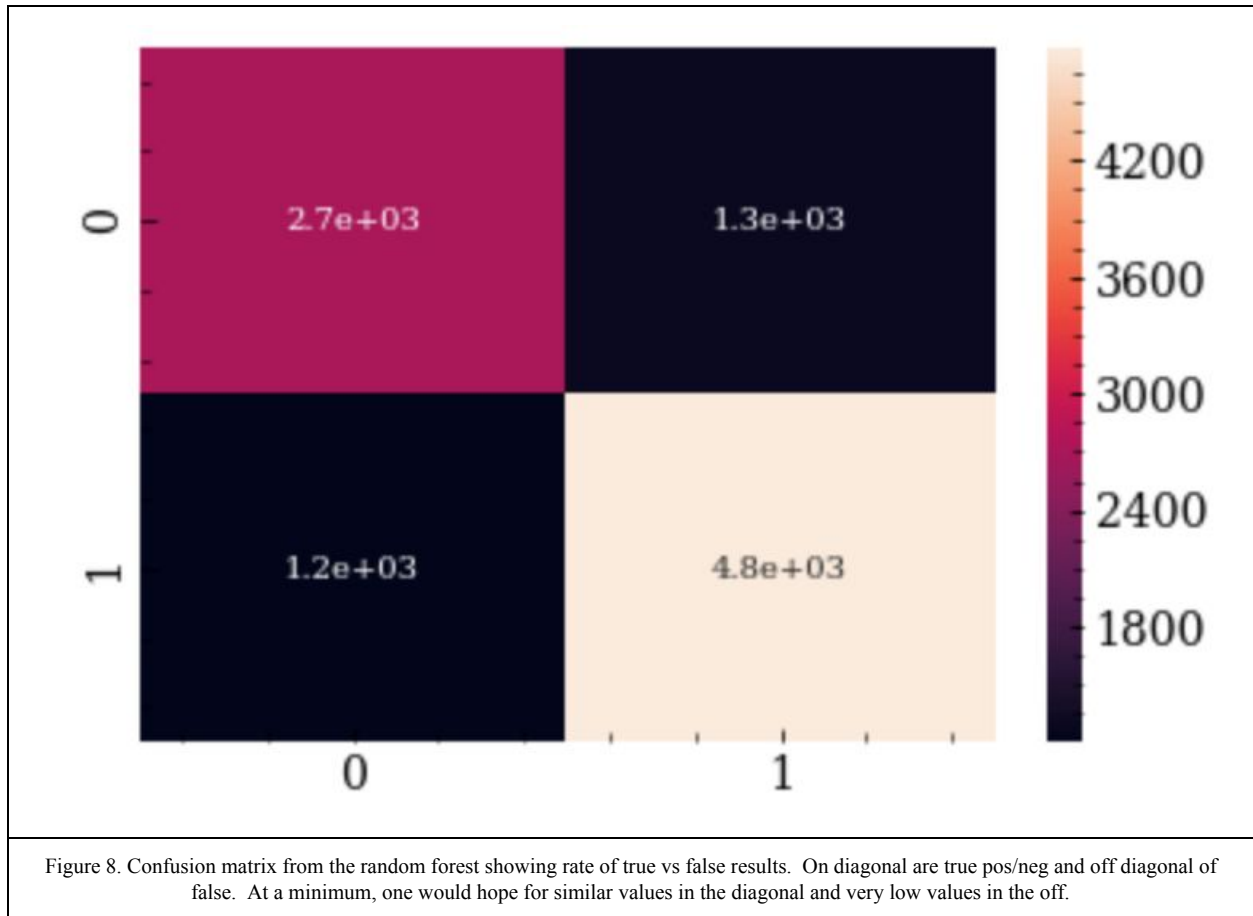 0
2.7e+03
1.3e+03
1
1.2e+03
4.8e+03
0
1
4200
3600
3000
2400
1800
Figure 8. Confusion matrix from the random forest showing rate of true vs false results. On diagonal are true pos/neg and off diagonal of
false. At a minimum, one would hope for similar values in the diagonal and very low values in the off.